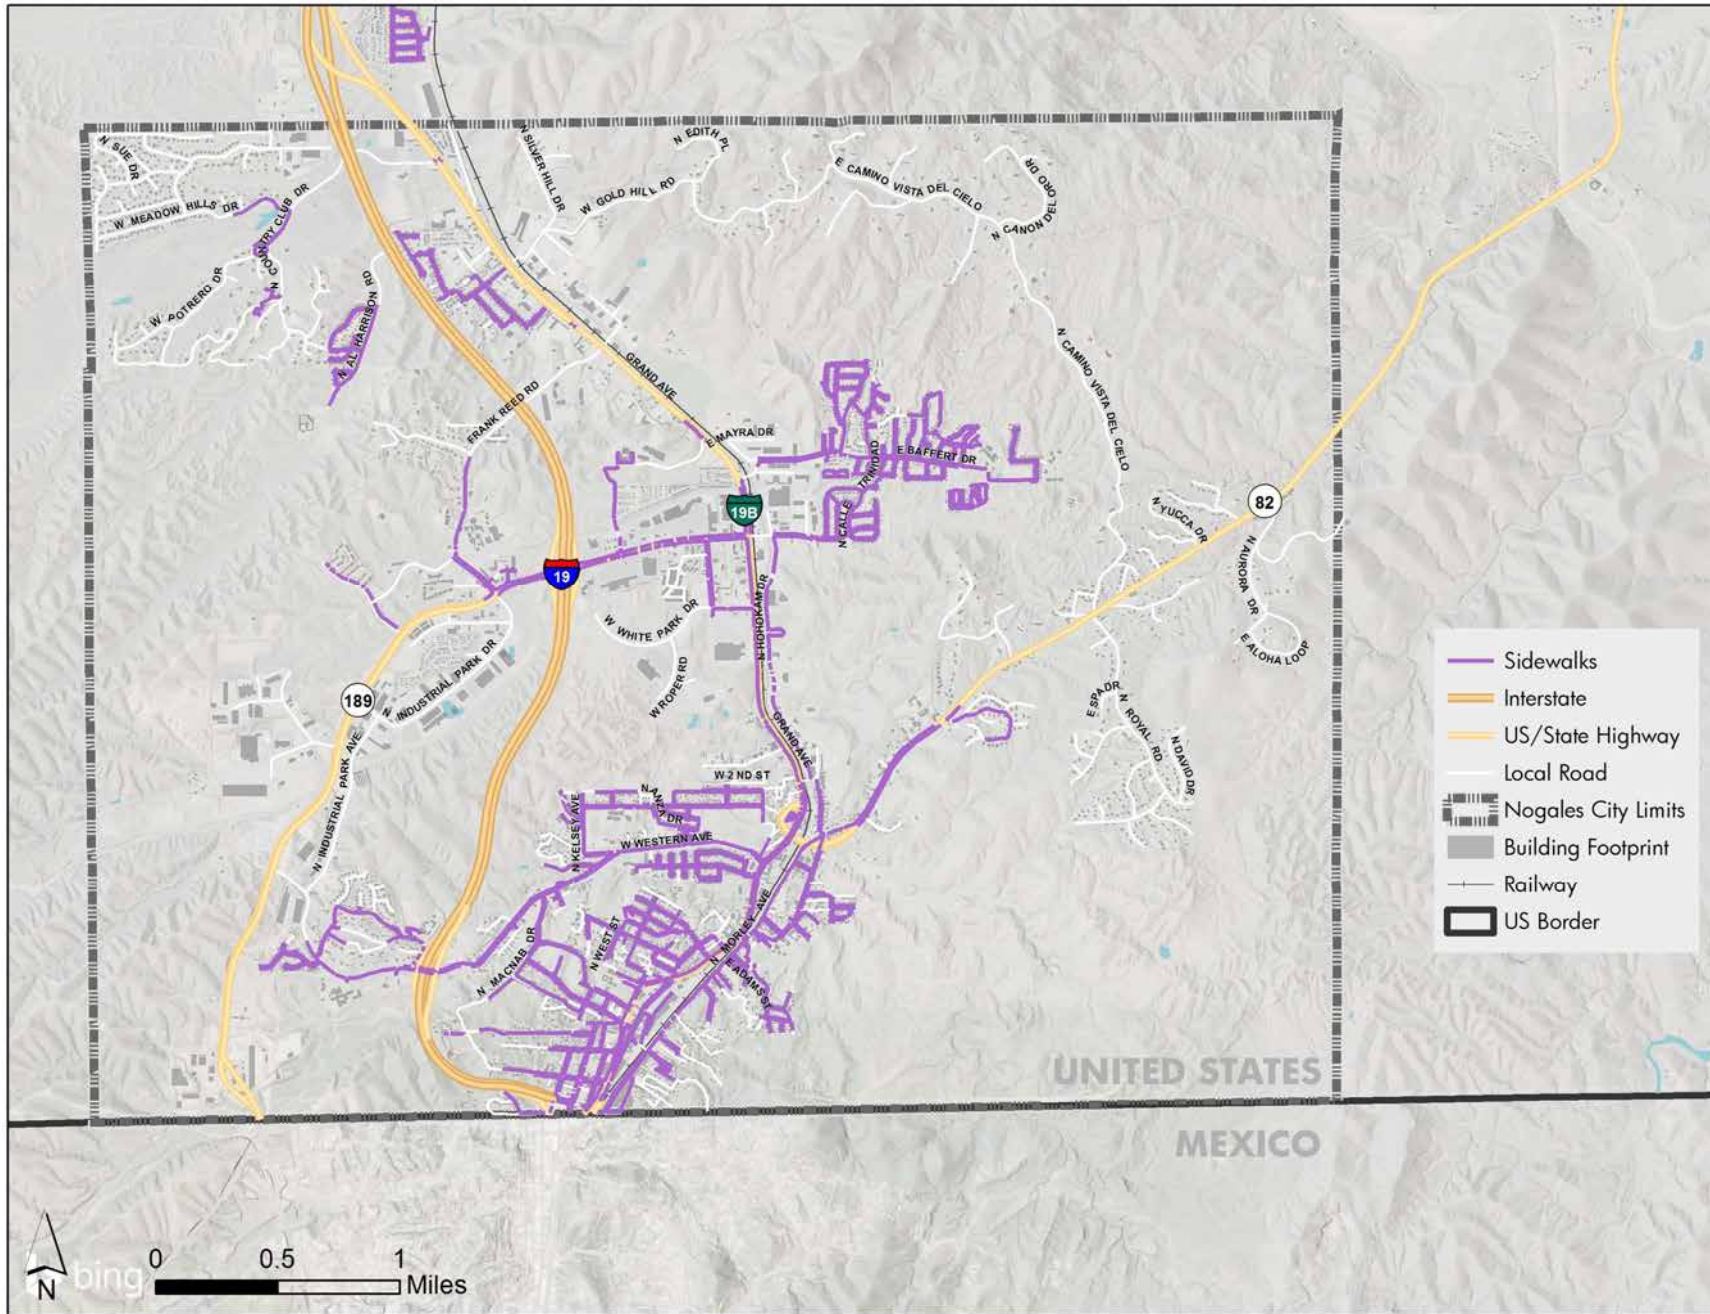 N SUE DR
N SILVER HILL DR
N EDITH PL
E CAMINO VISTA DEL CIELO
N CANON DEL ORO DR
W GOLD HILL RD
W MEADOW HILLS DR
N COUNTRY CLUB DR
W POTRERO DR
N AL HARRISON RD
GRAND AVE
FRANK REED RD
N CAMINO VISTA DEL CIELO
E MAYRA DR
E BAFFERT DR
N CALLE TRINIDAD
19B
82
N YUCCA DR
N AURORA DR
E ALOHA LOOP
19
W WHITE PARK DR
N HOHOKAM DR
W ROPER RD
N INDUSTRIAL PARK DR
189
N INDUSTRIAL PARK AVE
E SPA DR
N ROYAL RD
N DAVID DR
GRAND AVE
W 2 ND ST
N ANZA DR
N KELSEY AVE
W WESTERN AVE
N WEST ST
N MORLEY AVE
N MACNAB DR
E ADAMS ST
Sidewalks
Interstate
US/State Highway
Local Road
Nogales City Limits
Building Footprint
Railway
US Border
UNITED STATES
MEXICO
N
bing
0 0.5 1
Miles